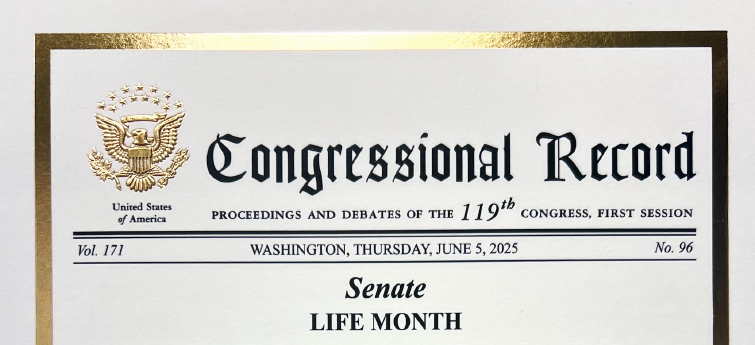 Congressional Record
United States
of America
PROCEEDINGS AND DEBATES OF THE 119th CONGRESS, FIRST SESSION
Vol. 171 WASHINGTON, THURSDAY, JUNE 5, 2025 No. 96
Senate
LIFE MONTH